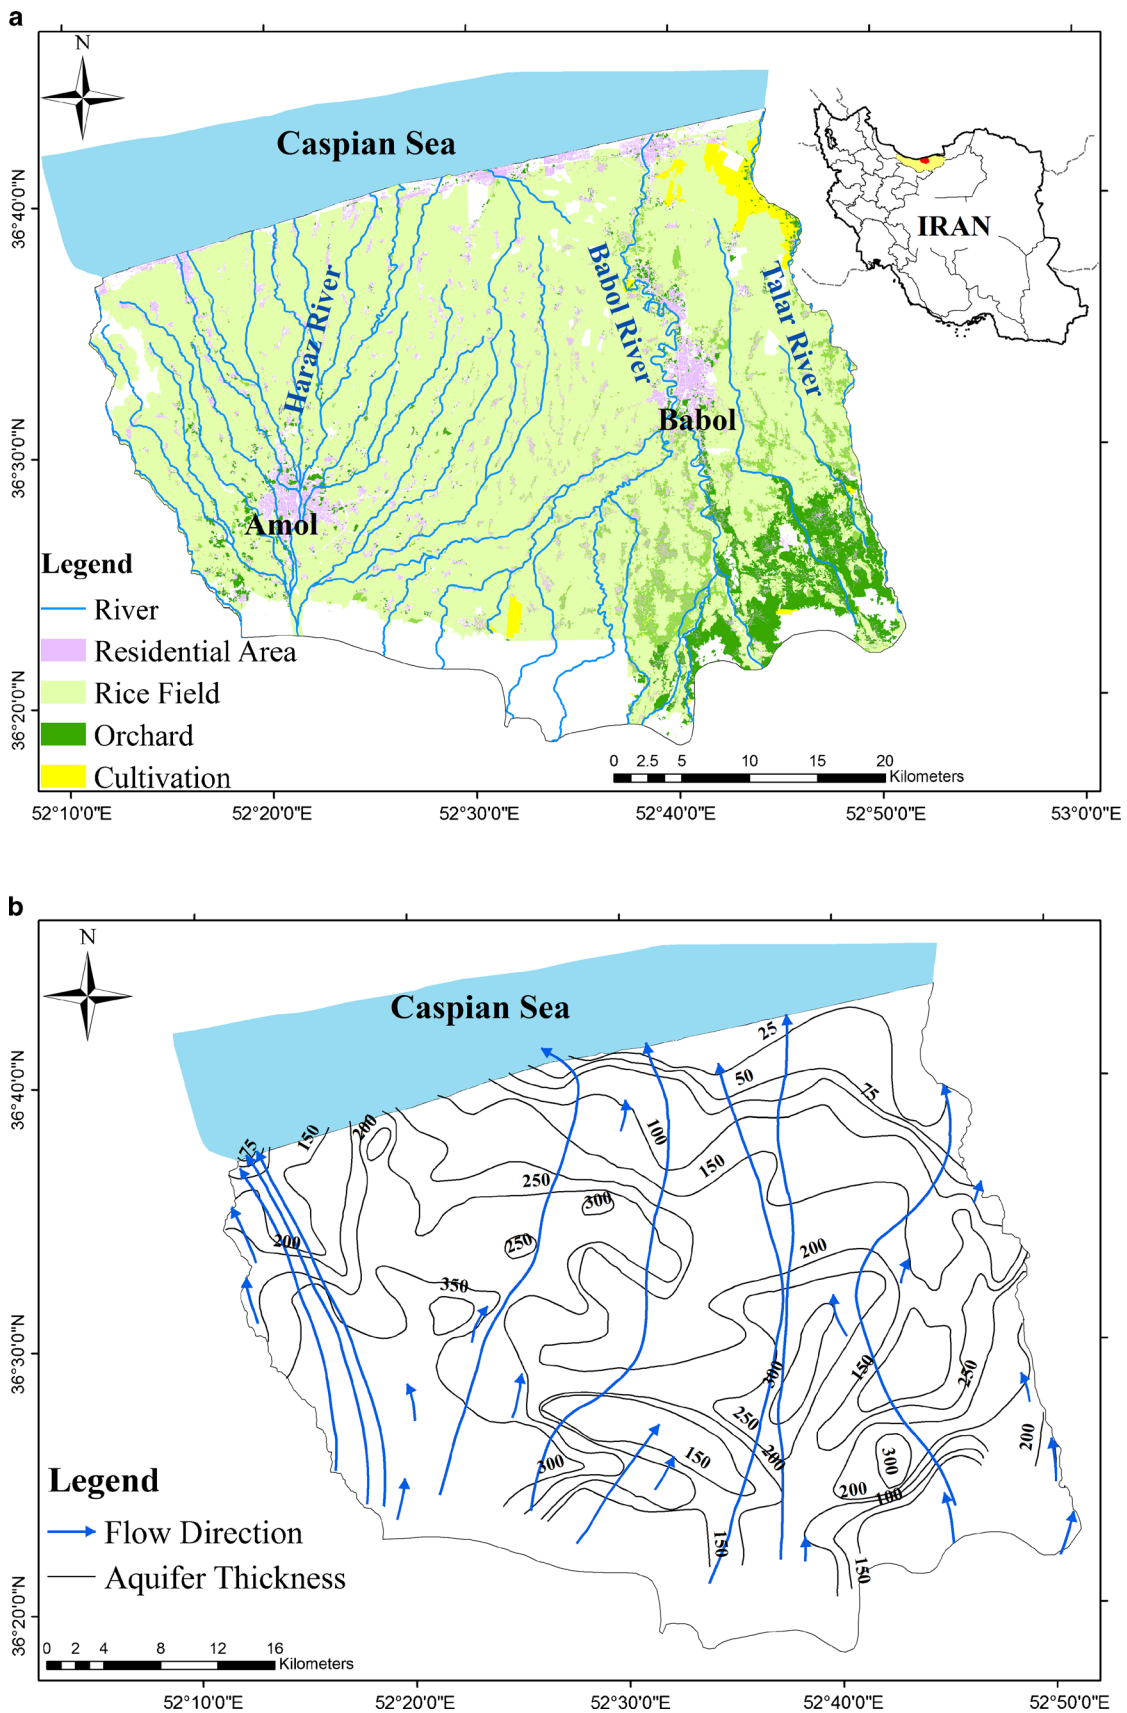 a
N
Caspian Sea
IRAN
Haraz River
Babol River
Talar River
Babol
Amol
Legend
River
Residential Area
Rice Field
Orchard
Cultivation
0 2.5 5 10 15 20
Kilometers
36°40'0"N
36°30'0"N
36°20'0"N
52°10'0"E 52°20'0"E 52°30'0"E 52°40'0"E 52°50'0"E 53°0'0"E
b
N
Caspian Sea
25
50
75
100
150
75
150
200
250
300
250
200
200
350
300
150
250
250
200
150
300
300
200
100
200
150
150
Legend
Flow Direction
Aquifer Thickness
0 2 4 8 12 16
Kilometers
36°40'0"N
36°30'0"N
36°20'0"N
52°10'0"E 52°20'0"E 52°30'0"E 52°40'0"E 52°50'0"E